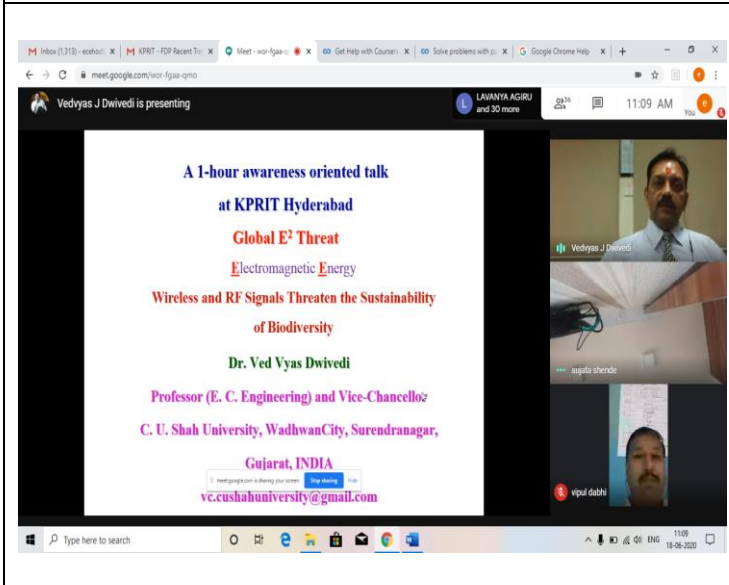 Inbox (1,313) - ecehod
KPRIT - FDP Recent Tre
Meet - wor-fgaa-q
Get Help with Courser
Solve problems with p
Google Chrome Help
meet.google.com/wor-fgaa-qmo
Vedvyas J Dwivedi is presenting
L
LAVANYA AGIRU
and 30 more
36
11:09 AM
You
e
A 1-hour awareness oriented talk
at KPRIT Hyderabad
Global E² Threat
Electromagnetic Energy
Wireless and RF Signals Threaten the Sustainability
of Biodiversity
Dr. Ved Vyas Dwivedi
Professor (E. C. Engineering) and Vice-Chancellor
C. U. Shah University, WadhwanCity, Surendranagar,
Gujarat, INDIA
meet.google.com is sharing your screen. Stop sharing Hide
vc.cushahuniversity@gmail.com
Vedvyas J Dwivedi
aujata shende
vipul dabhi
Type here to search
ENG
11:09
18-06-2020